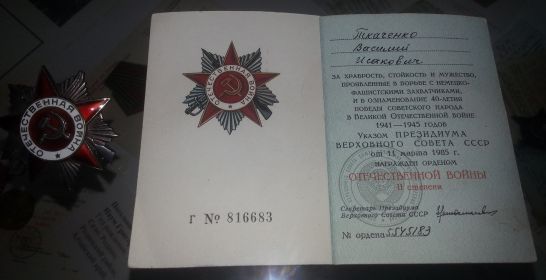 ОТЕЧЕСТВЕННАЯ ВОЙНА
ОТЕЧЕСТВЕННАЯ ВОЙНА
Г № 816683
Ткаченко
Василий
Исакович
ЗА ХРАБРОСТЬ, СТОЙКОСТЬ И МУЖЕСТВО,
ПРОЯВЛЕННЫЕ В БОРЬБЕ С НЕМЕЦКО-
ФАШИСТСКИМИ ЗАХВАТЧИКАМИ,
И В ОЗНАМЕНОВАНИЕ 40-ЛЕТИЯ
ПОБЕДЫ СОВЕТСКОГО НАРОДА
В ВЕЛИКОЙ ОТЕЧЕСТВЕННОЙ ВОЙНЕ
1941—1945 ГОДОВ
Указом ПРЕЗИДИУМА
ВЕРХОВНОГО СОВЕТА СССР
от 11 марта 1985 г.
НАГРАЖДЕН ОРДЕНОМ
ОТЕЧЕСТВЕННОЙ ВОЙНЫ
II степени
Секретарь Президиума
Верховного Совета СССР
№ ордена 5545183